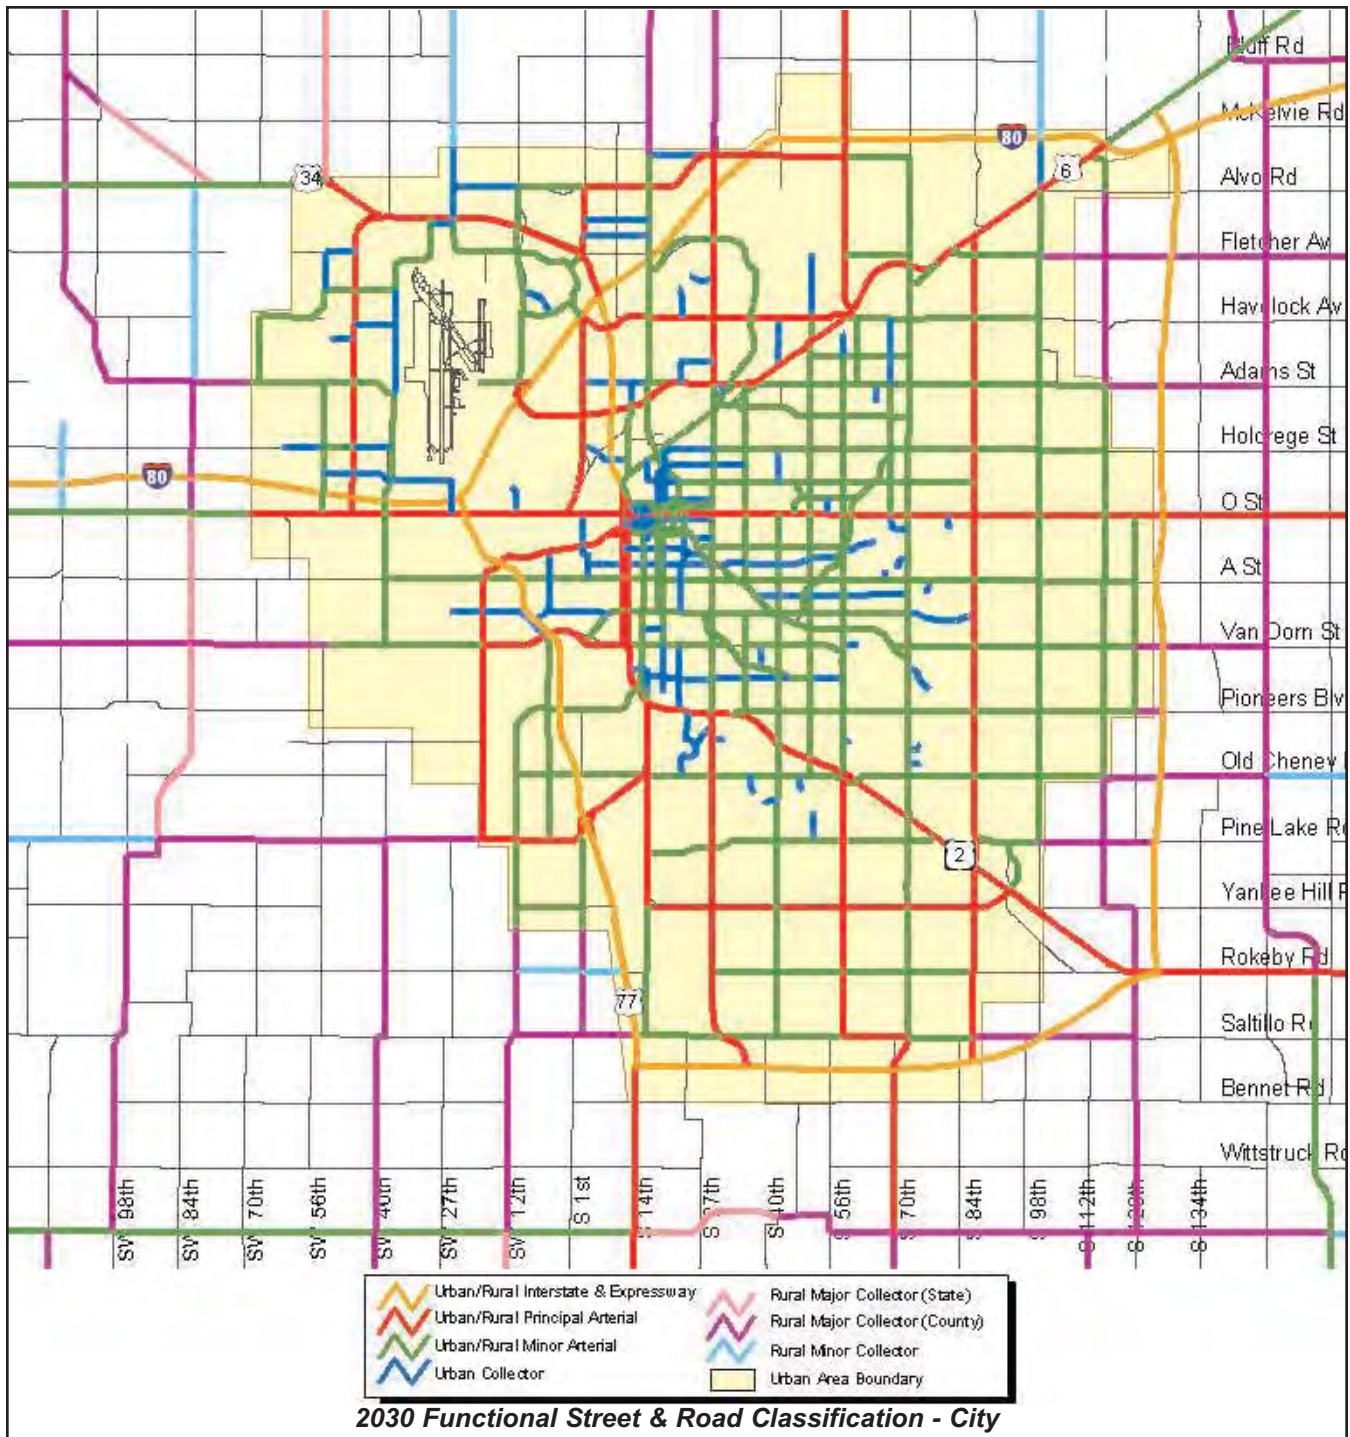 Bluff Rd
McKelvie Rd
80
6
34
Alvo Rd
Fletcher Av
Havelock Av
Adams St
Holdrege St
80
O St
A St
Van Dorn St
Pioneers Blv
Old Cheney
Pine Lake Rd
2
Yankee Hill R
Rokeby Rd
77
Saltillo Rd
Bennet Rd
Wittstruck Rd
SW 98th
SW 84th
SW 70th
SW 56th
SW 40th
SW 27th
SW 12th
S 1st
S 14th
S 27th
S 40th
S 56th
S 70th
S 84th
S 98th
S 112th
S 120th
S 134th
Urban/Rural Interstate & Expressway
Urban/Rural Principal Arterial
Urban/Rural Minor Arterial
Urban Collector
Rural Major Collector (State)
Rural Major Collector (County)
Rural Minor Collector
Urban Area Boundary
2030 Functional Street & Road Classification - City